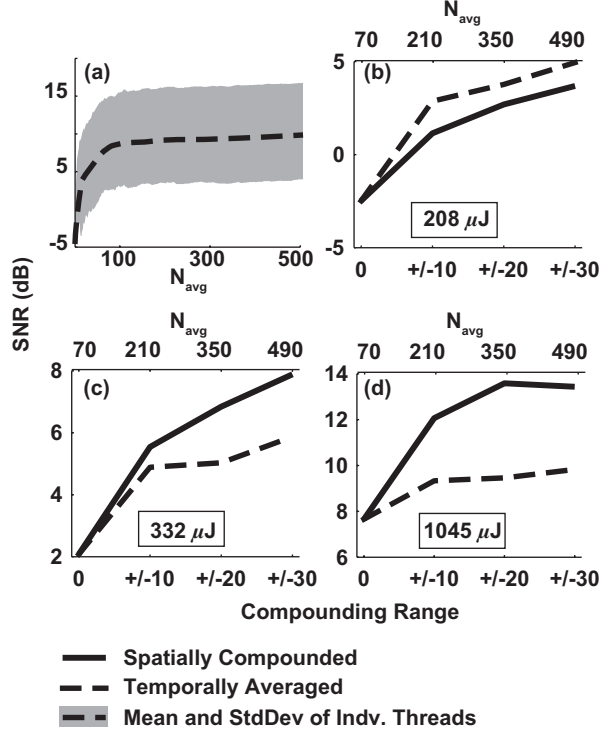 N_avg
70 210 350 490
(a)
15
5
-5
100 300 500
N_avg
(b)
5
0
-5
208 µJ
0 +/-10 +/-20 +/-30
SNR (dB)
N_avg
70 210 350 490
(c)
8
6
4
2
332 µJ
0 +/-10 +/-20 +/-30
N_avg
70 210 350 490
(d)
14
12
10
8
6
1045 µJ
0 +/-10 +/-20 +/-30
Compounding Range
Spatially Compounded
Temporally Averaged
Mean and StdDev of Indv. Threads